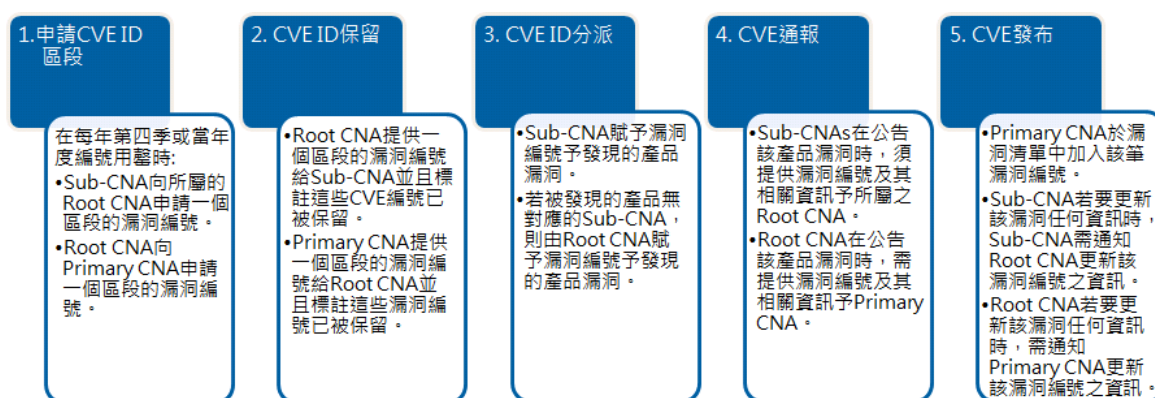 1.申請CVE ID
區段
在每年第四季或當年
度編號用罄時:
•Sub-CNA向所屬的
Root CNA申請一個
區段的漏洞編號。
•Root CNA向
Primary CNA申請
一個區段的漏洞編
號。
2. CVE ID保留
•Root CNA提供一
個區段的漏洞編號
給Sub-CNA並且標
註這些CVE編號已
被保留。
•Primary CNA提供
一個區段的漏洞編
號給Root CNA並
且標註這些漏洞編
號已被保留。
3. CVE ID分派
•Sub-CNA賦予漏洞
編號予發現的產品
漏洞。
•若被發現的產品無
對應的Sub-CNA，
則由Root CNA賦
予漏洞編號予發現
的產品漏洞。
4. CVE通報
•Sub-CNAs在公告
該產品漏洞時，須
提供漏洞編號及其
相關資訊予所屬之
Root CNA。
•Root CNA在公告
該產品漏洞時，需
提供漏洞編號及其
相關資訊予Primary
CNA。
5. CVE發布
•Primary CNA於漏
洞清單中加入該筆
漏洞編號。
•Sub-CNA若要更新
該漏洞任何資訊時，
Sub-CNA需通知
Root CNA更新該
漏洞編號之資訊。
•Root CNA若要更
新該漏洞任何資訊
時，需通知
Primary CNA更新
該漏洞編號之資訊。